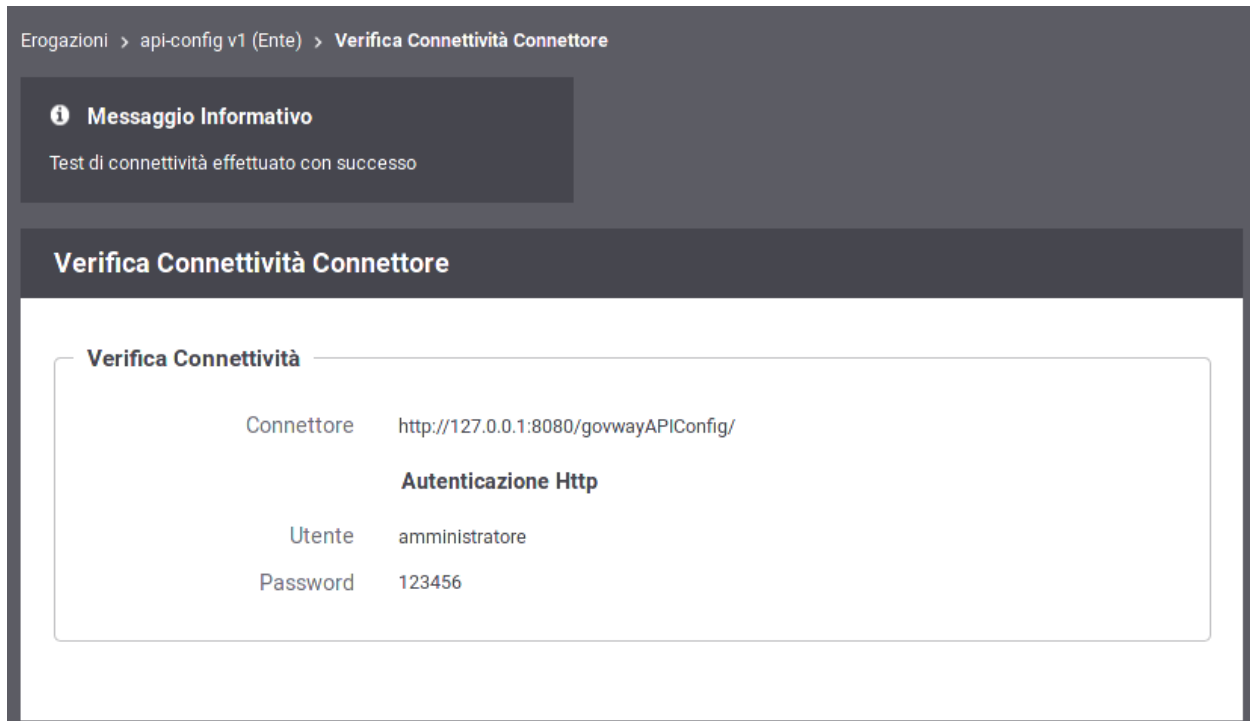 Erogazioni > api-config v1 (Ente) > Verifica Connettività Connettore
Messaggio Informativo
Test di connettività effettuato con successo
Verifica Connettività Connettore
Verifica Connettività
Connettore http://127.0.0.1:8080/govwayAPIConfig/
Autenticazione Http
Utente amministratore
Password 123456